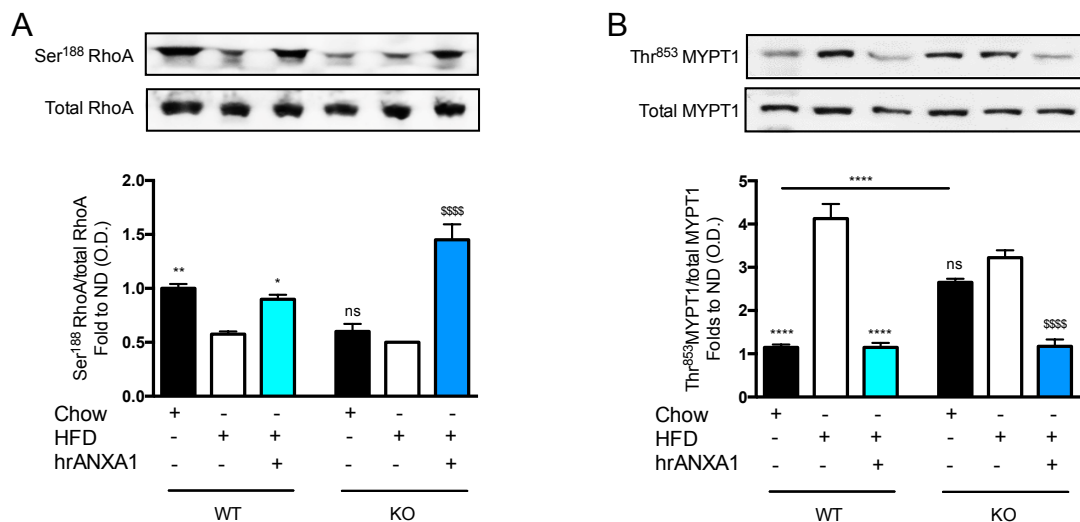 A
Ser188 RhoA
Total RhoA
Ser188 RhoA/total RhoA
Fold to ND (O.D.)
2.0
1.5
1.0
0.5
0.0
**
*
ns
$$$$
Chow + - - + - -
HFD - + + - + +
hrANXA1 - - + - - +
WT KO
B
Thr853 MYPT1
Total MYPT1
Thr853MYPT1/total MYPT1
Folds to ND (O.D.)
5
4
3
2
1
0
****
****
****
ns
$$$$
Chow + - - + - -
HFD - + + - + +
hrANXA1 - - + - - +
WT KO